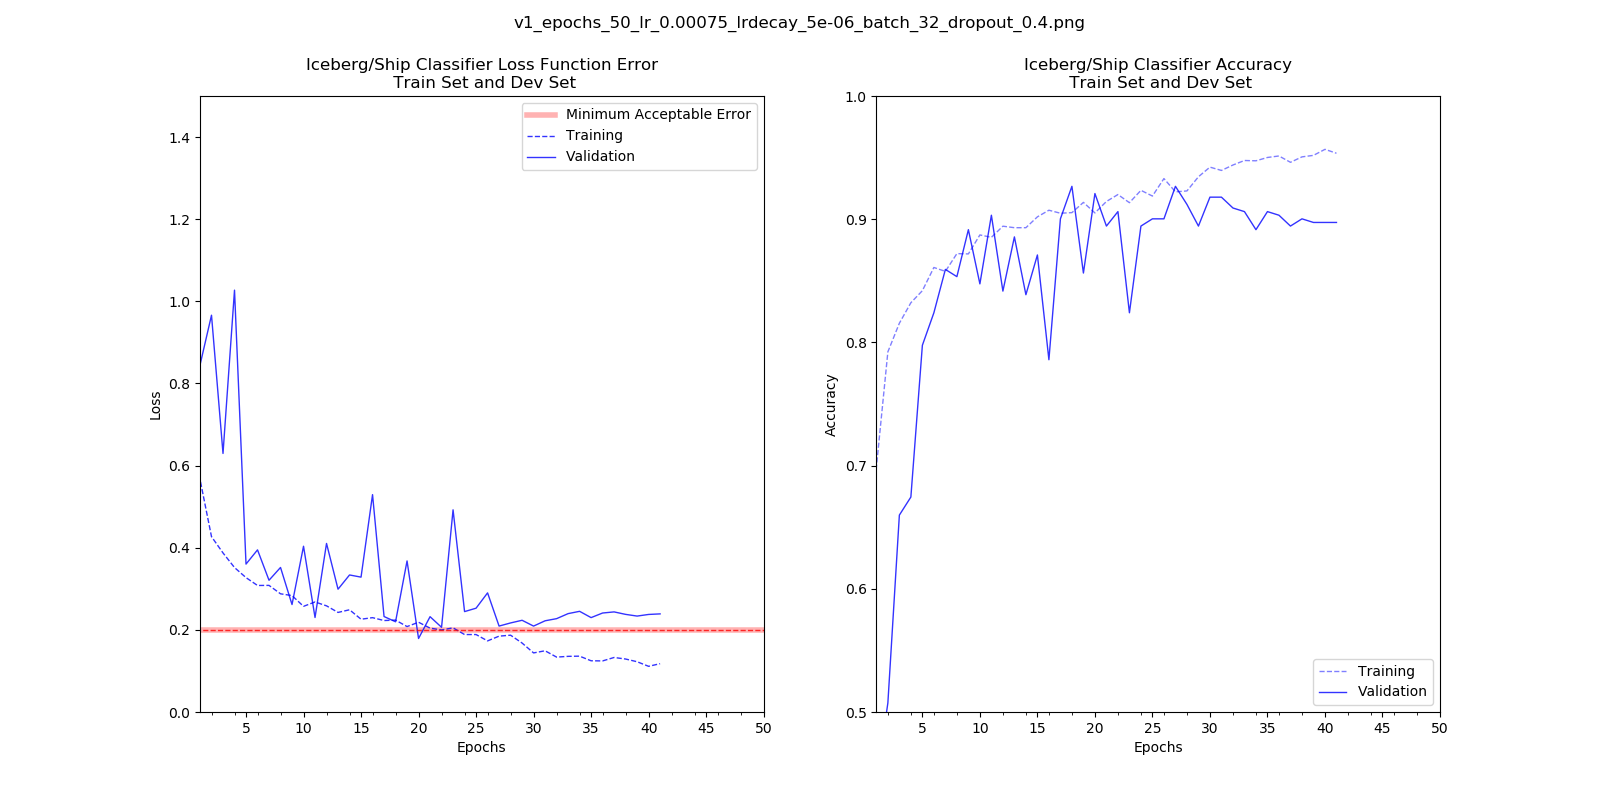 v1_epochs_50_lr_0.00075_lrdecay_5e-06_batch_32_dropout_0.4.png
Iceberg/Ship Classifier Loss Function Error
Train Set and Dev Set
Minimum Acceptable Error
Training
Validation
1.4
1.2
1.0
0.8
0.6
0.4
0.2
0.0
Loss
5 10 15 20 25 30 35 40 45 50
Epochs
Iceberg/Ship Classifier Accuracy
Train Set and Dev Set
1.0
0.9
0.8
0.7
0.6
0.5
Accuracy
Training
Validation
5 10 15 20 25 30 35 40 45 50
Epochs